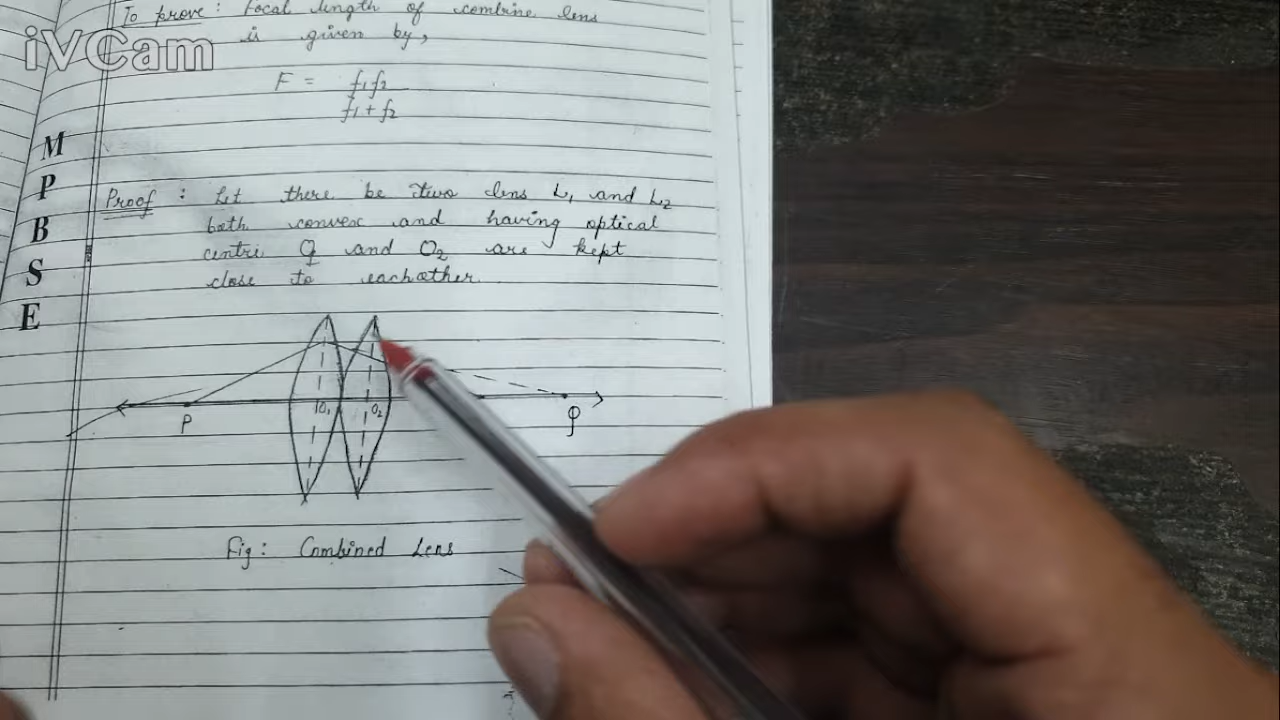 To prove : Focal length of combine lens
is given by,
iVCam
F = f₁f₂
f₁ + f₂
M
P
B
S
E
Proof : Let there be two lens L₁ and L₂
both convex and having optical
centri O₁ and O₂ are kept
close to eachother.
P O₁ O₂ Q
Fig : Combined Lens